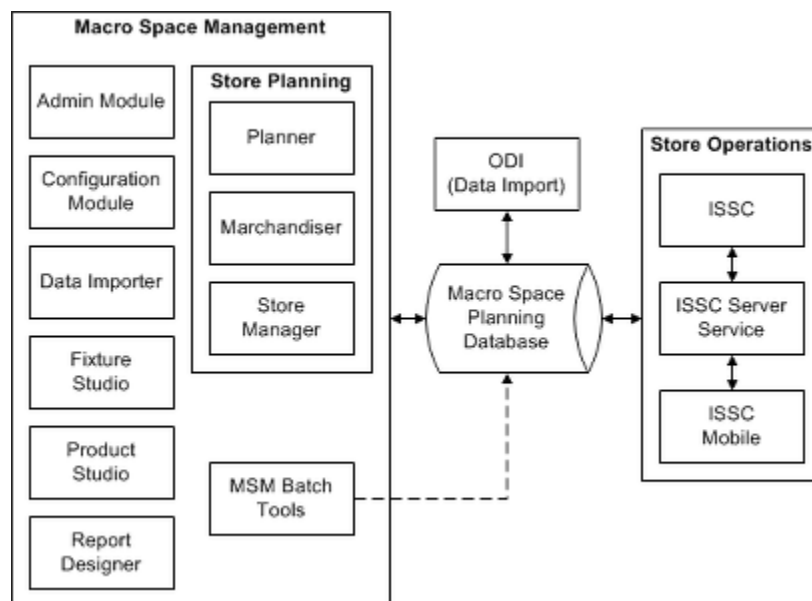 Macro Space Management
Admin Module
Configuration
Module
Data Importer
Fixture
Studio
Product
Studio
Report
Designer
Store Planning
Planner
Marchandiser
Store
Manager
MSM Batch
Tools
ODI
(Data Import)
Macro Space
Planning
Database
Store Operations
ISSC
ISSC Server
Service
ISSC
Mobile